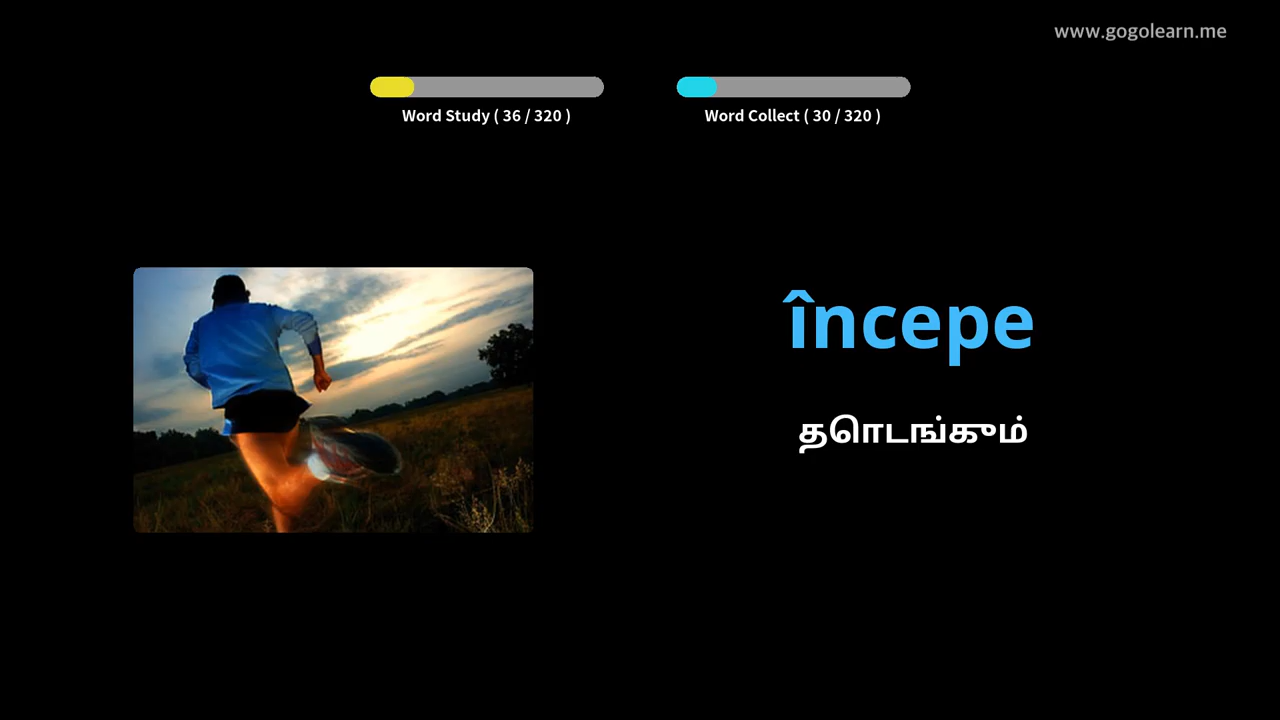 www.gogolearn.me
Word Study ( 36 / 320 )
Word Collect ( 30 / 320 )
începe
தொடங்கும்